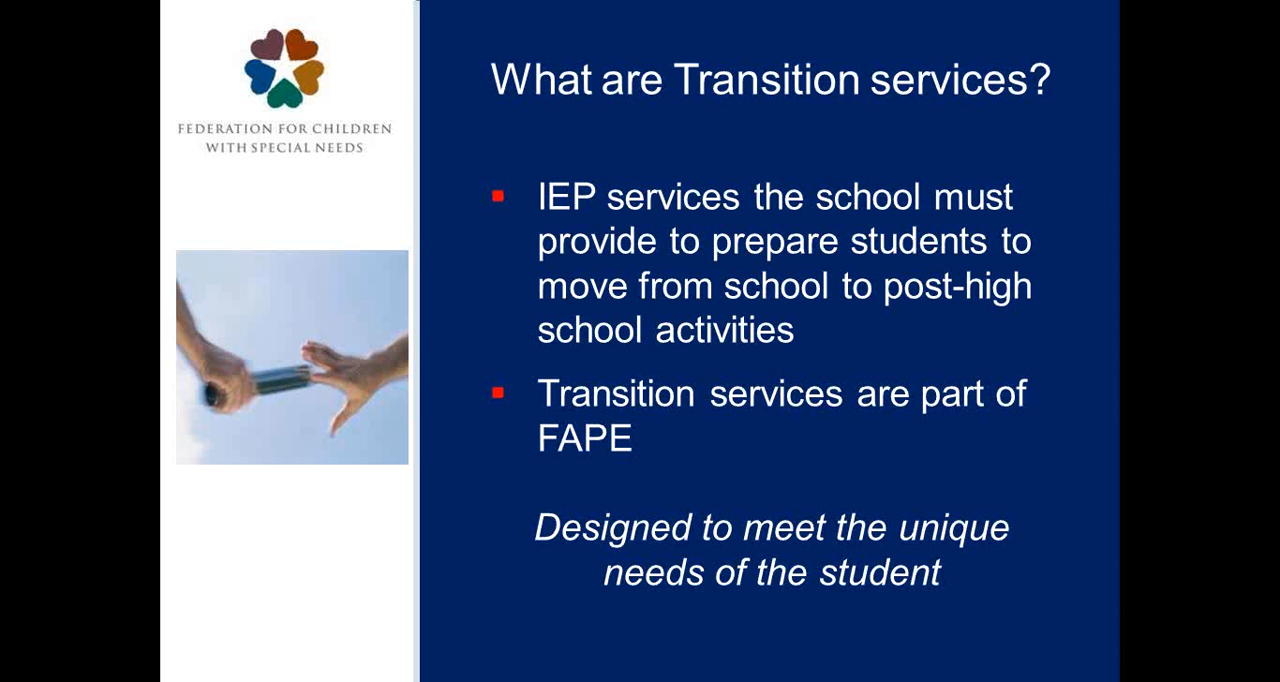 FEDERATION FOR CHILDREN
WITH SPECIAL NEEDS
What are Transition services?
IEP services the school must
provide to prepare students to
move from school to post-high
school activities
Transition services are part of
FAPE
Designed to meet the unique
needs of the student